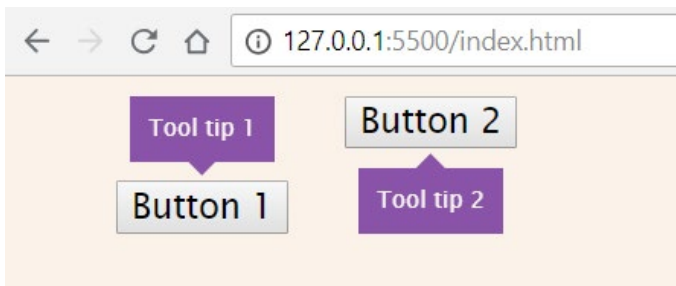 127.0.0.1:5500/index.html
Tool tip 1
Button 2
Button 1
Tool tip 2